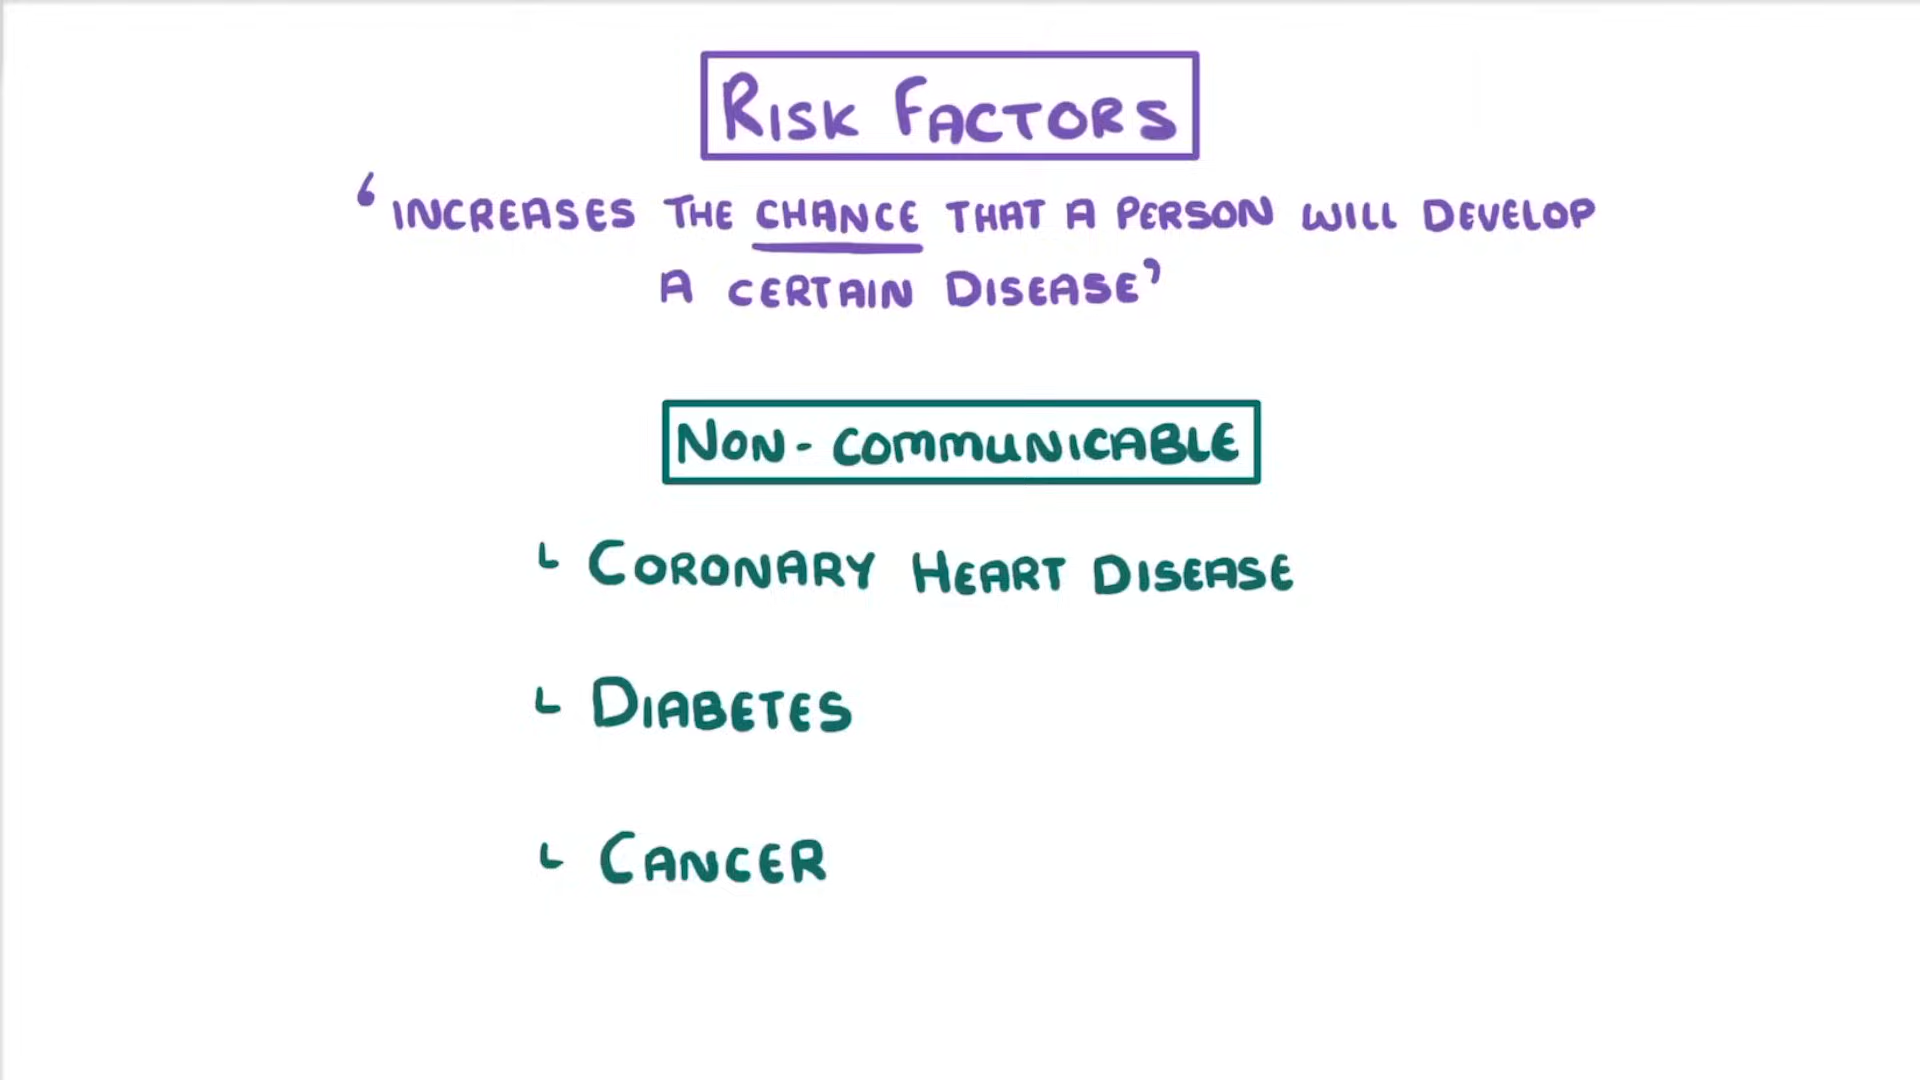 RISK FACTORS
‘INCREASES THE CHANCE THAT A PERSON WILL DEVELOP
A CERTAIN DISEASE’
NON-COMMUNICABLE
└ CORONARY HEART DISEASE
└ DIABETES
└ CANCER